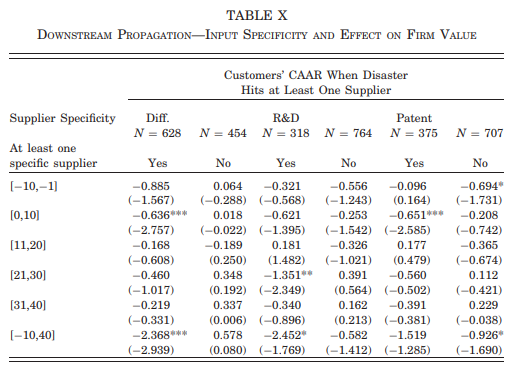 TABLE X
DOWNSTREAM PROPAGATION—INPUT SPECIFICITY AND EFFECT ON FIRM VALUE
Customers' CAAR When Disaster
Hits at Least One Supplier
Supplier Specificity Diff. R&D Patent
N = 628 N = 454 N = 318 N = 764 N = 375 N = 707
At least one
specific supplier Yes No Yes No Yes No
[−10,−1] −0.885 0.064 −0.321 −0.556 −0.096 −0.694*
(−1.567) (−0.288) (−0.568) (−1.243) (0.164) (−1.731)
[0,10] −0.636*** 0.018 −0.621 −0.253 −0.651*** −0.208
(−2.757) (−0.022) (−1.395) (−1.542) (−2.585) (−0.742)
[11,20] −0.168 −0.189 0.181 −0.326 0.177 −0.365
(−0.608) (0.250) (1.482) (−1.021) (0.479) (−0.674)
[21,30] −0.460 0.348 −1.351** 0.391 −0.560 0.112
(−1.017) (0.192) (−2.349) (0.564) (−0.502) (−0.421)
[31,40] −0.219 0.337 −0.340 0.162 −0.391 0.229
(−0.331) (0.006) (−0.896) (0.213) (−0.381) (−0.038)
[−10,40] −2.368*** 0.578 −2.452* −0.582 −1.519 −0.926*
(−2.939) (0.080) (−1.769) (−1.412) (−1.285) (−1.690)